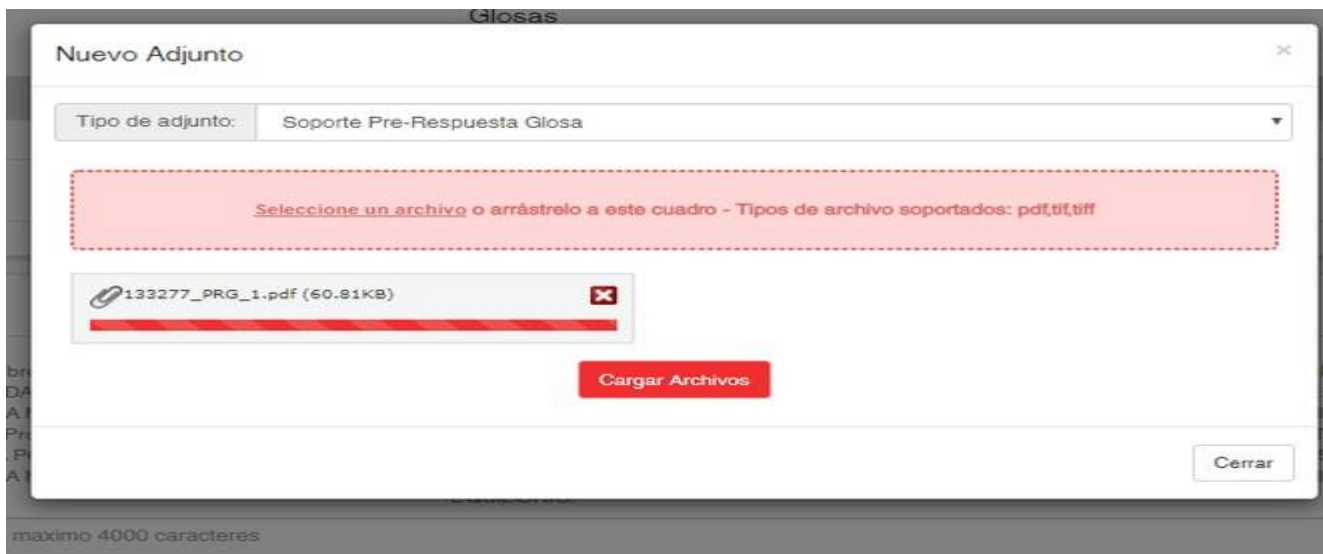 Glosas
Nuevo Adjunto
×
Tipo de adjunto: Soporte Pre-Respuesta Glosa
Seleccione un archivo o arrástrelo a este cuadro - Tipos de archivo soportados: pdf,tif,tiff
133277_PRG_1.pdf (60.81KB)
Cargar Archivos
Cerrar
maximo 4000 caracteres